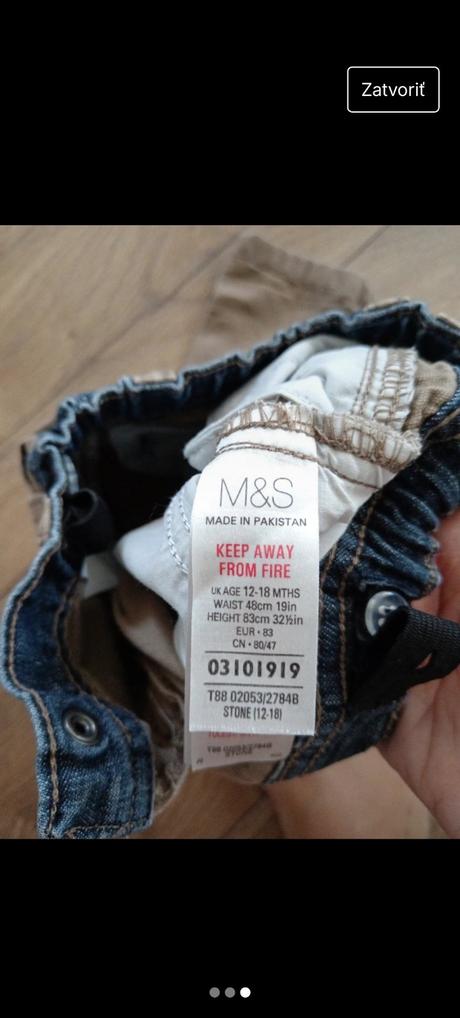 Zatvoriť
M&S
MADE IN PAKISTAN
KEEP AWAY
FROM FIRE
UK AGE 12-18 MTHS
WAIST 48cm 19in
HEIGHT 83cm 32½in
EUR • 83
CN • 80/47
03101919
T88 02053/2784B
STONE (12-18)
STONE